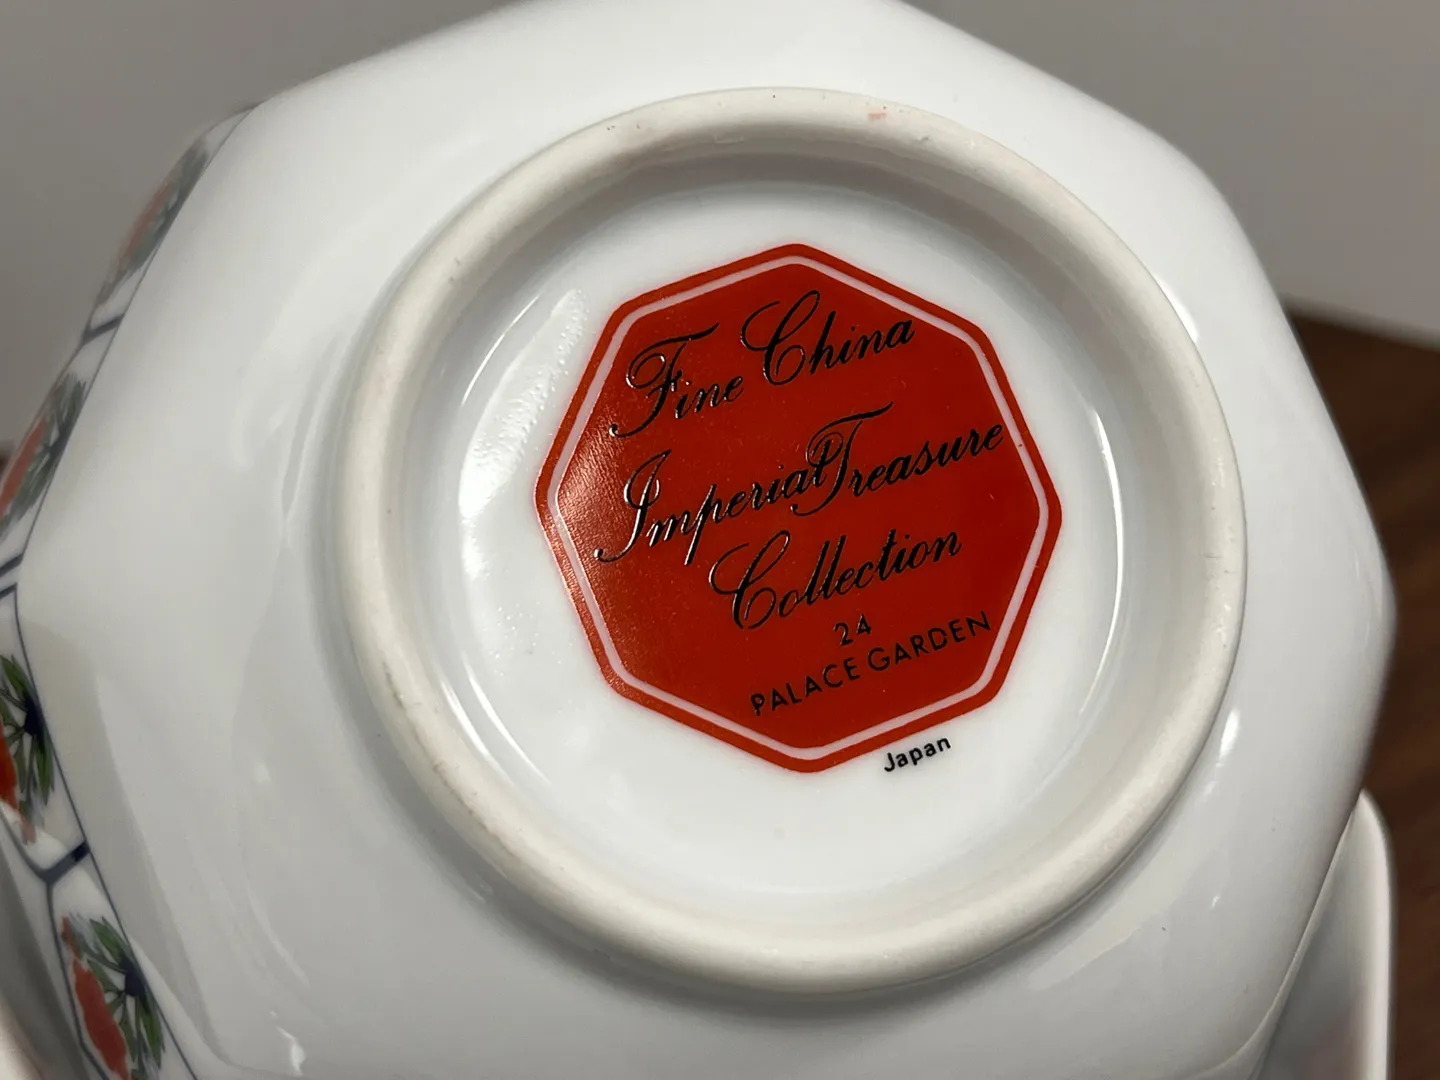 Fine China
Imperial Treasure
Collection
24
PALACE GARDEN
Japan